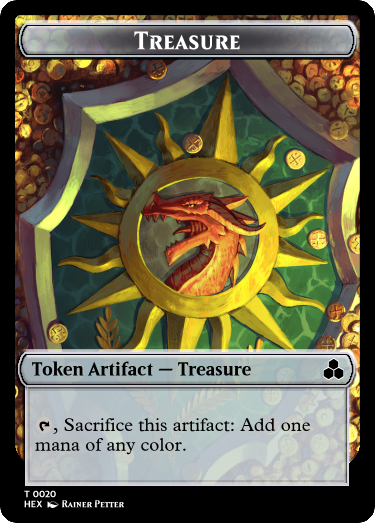 Treasure
Token Artifact — Treasure
, Sacrifice this artifact: Add one
mana of any color.
T 0020
HEX Rainer Petter